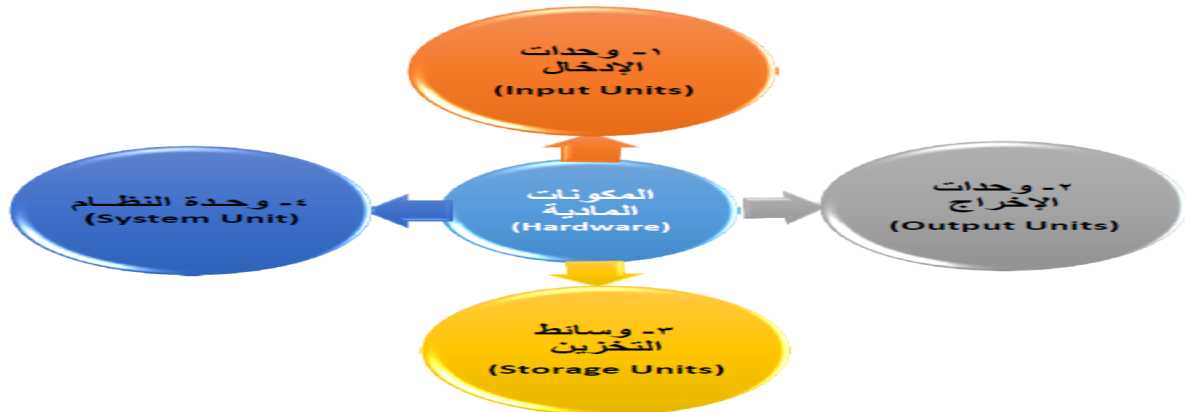 ١- وحدات
الإدخال
(Input Units)
المكونات
المادية
(Hardware)
٢- وحدات
الإخراج
(Output Units)
٣- وسائط
التخزين
(Storage Units)
٤- وحدة النظام
(System Unit)